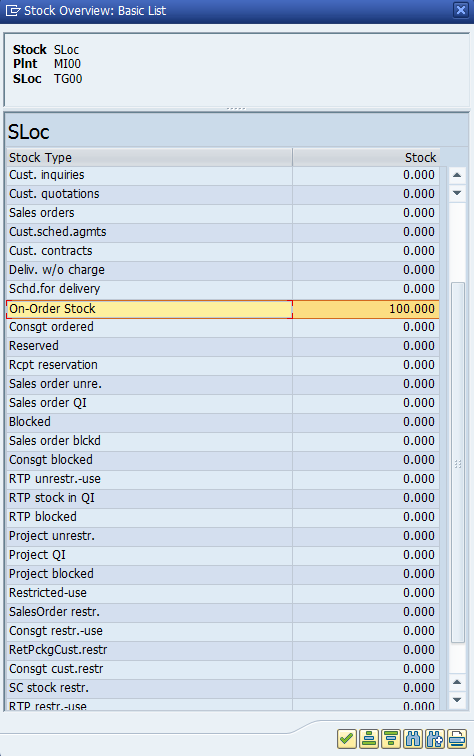 Stock Overview: Basic List
Stock SLoc
Plnt MI00
SLoc TG00
SLoc
Stock Type Stock
Cust. inquiries 0.000
Cust. quotations 0.000
Sales orders 0.000
Cust.sched.agmts 0.000
Cust. contracts 0.000
Deliv. w/o charge 0.000
Schd.for delivery 0.000
On-Order Stock 100.000
Consgt ordered 0.000
Reserved 0.000
Rcpt reservation 0.000
Sales order unre. 0.000
Sales order QI 0.000
Blocked 0.000
Sales order blckd 0.000
Consgt blocked 0.000
RTP unrestr.-use 0.000
RTP stock in QI 0.000
RTP blocked 0.000
Project unrestr. 0.000
Project QI 0.000
Project blocked 0.000
Restricted-use 0.000
SalesOrder restr. 0.000
Consgt restr.-use 0.000
RetPckgCust.restr 0.000
Consgt cust.restr 0.000
SC stock restr. 0.000
RTP restr.-use 0.000